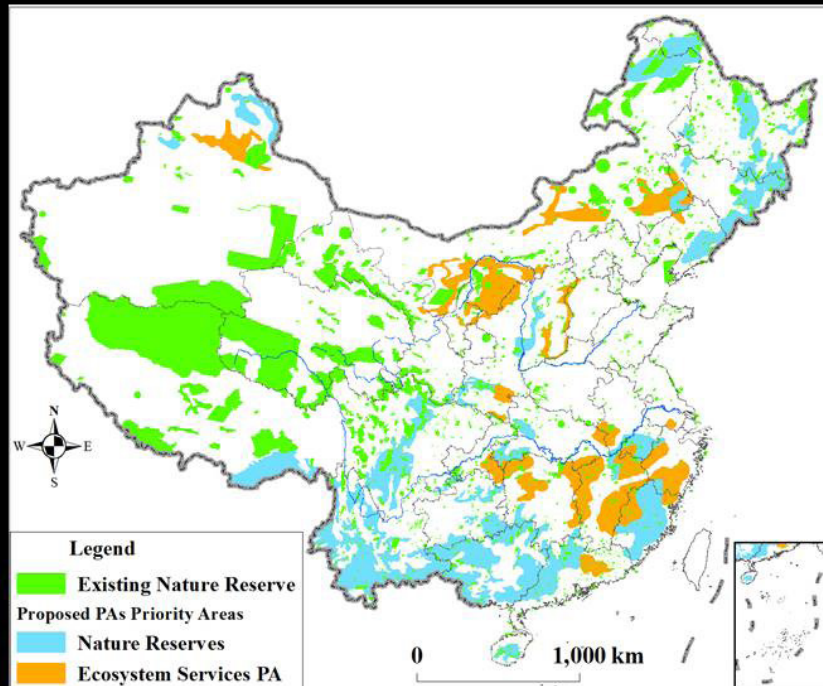 N
W E
S
Legend
Existing Nature Reserve
Proposed PAs Priority Areas
Nature Reserves
Ecosystem Services PA
0 1,000 km